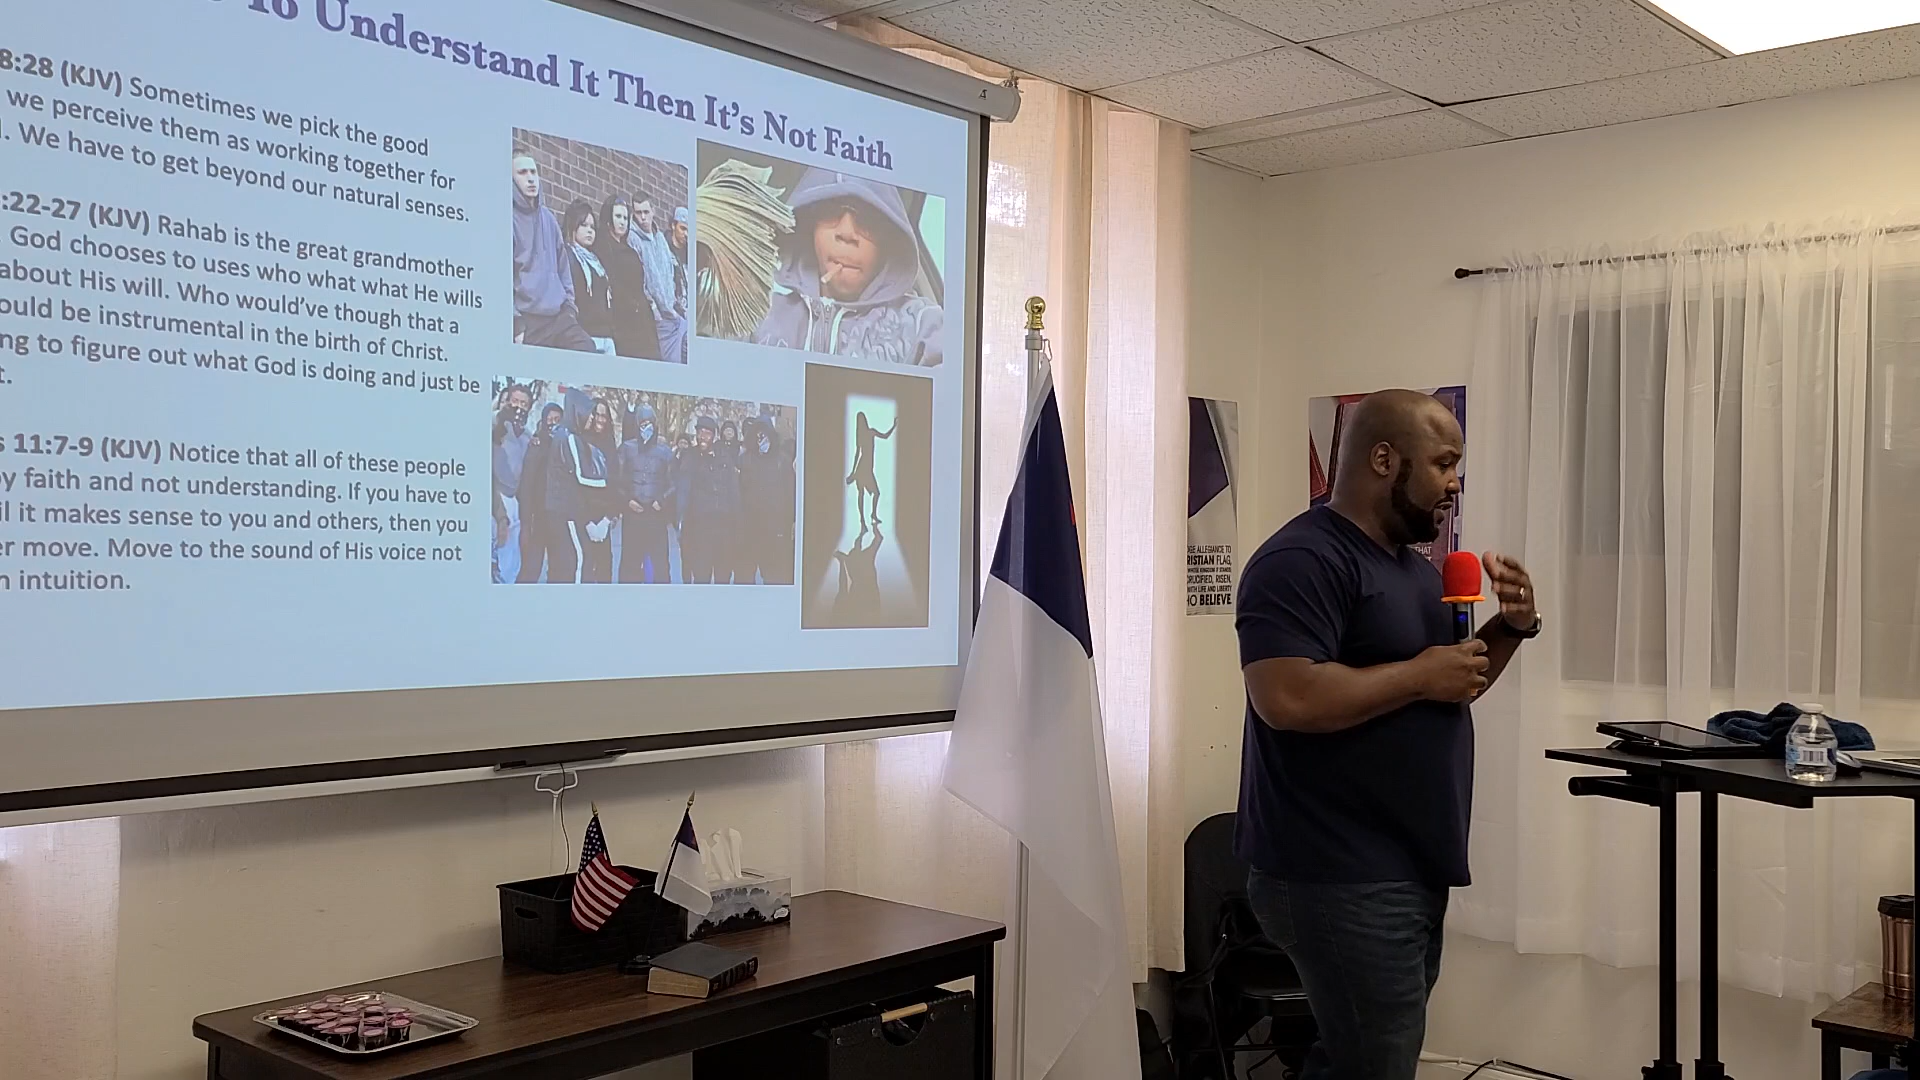 To Understand It Then It's Not Faith
8:28 (KJV) Sometimes we pick the good
we perceive them as working together for
. We have to get beyond our natural senses.
:22-27 (KJV) Rahab is the great grandmother
God chooses to uses who what what He wills
about His will. Who would've though that a
ould be instrumental in the birth of Christ.
ng to figure out what God is doing and just be
t.
s 11:7-9 (KJV) Notice that all of these people
y faith and not understanding. If you have to
il it makes sense to you and others, then you
er move. Move to the sound of His voice not
n intuition.
GE ALLEGIANCE TO
RISTIAN FLAG,
CRUCIFIED, RISEN,
WITH LIFE AND LIBERTY
HO BELIEVE
THAT